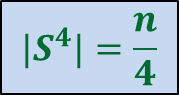 |S⁴| = n/4